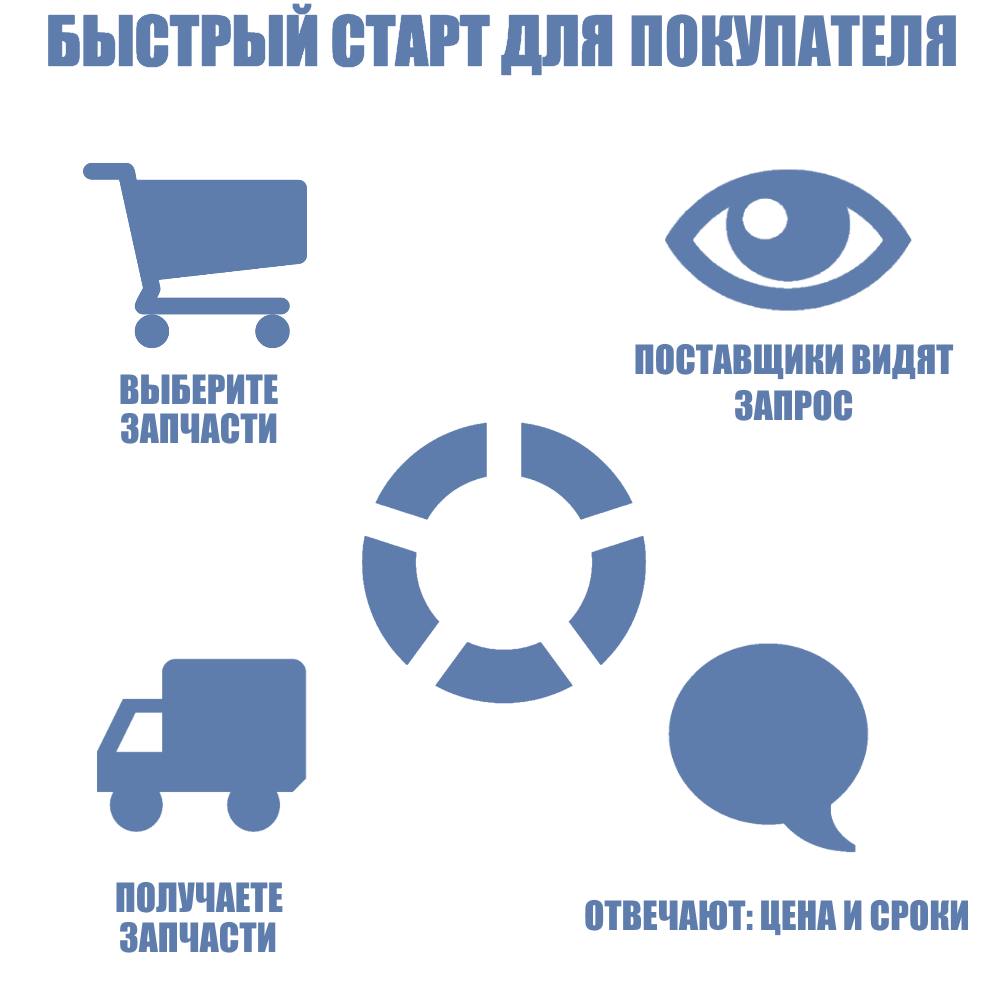 БЫСТРЫЙ СТАРТ ДЛЯ ПОКУПАТЕЛЯ
ВЫБЕРИТЕ
ЗАПЧАСТИ
ПОСТАВЩИКИ ВИДЯТ
ЗАПРОС
ПОЛУЧАЕТЕ
ЗАПЧАСТИ
ОТВЕЧАЮТ: ЦЕНА И СРОКИ